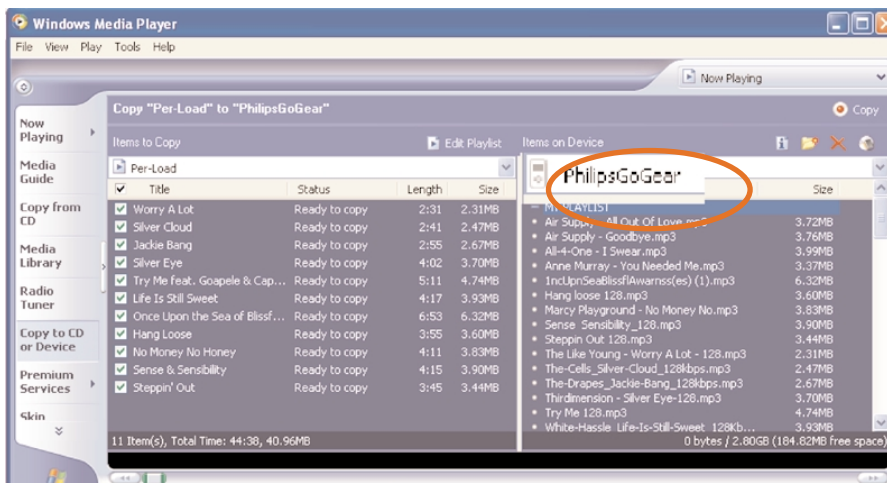 Windows Media Player
File View Play Tools Help
Now Playing
Now Playing
Media Guide
Copy from CD
Media Library
Radio Tuner
Copy to CD or Device
Premium Services
Skin
Copy "Per-Load" to "PhilipsGoGear"
Copy
Items to Copy
Edit Playlist
Per-Load
Title Status Length Size
Worry A Lot Ready to copy 2:31 2.31MB
Silver Cloud Ready to copy 2:41 2.47MB
Jackie Bang Ready to copy 2:55 2.67MB
Silver Eye Ready to copy 4:02 3.70MB
Try Me feat. Goapele & Cap... Ready to copy 5:11 4.74MB
Life Is Still Sweet Ready to copy 4:17 3.93MB
Once Upon the Sea of Blissf... Ready to copy 6:53 6.32MB
Hang Loose Ready to copy 3:55 3.60MB
No Money No Honey Ready to copy 4:11 3.83MB
Sense & Sensibility Ready to copy 4:15 3.90MB
Steppin' Out Ready to copy 3:45 3.44MB
11 Item(s), Total Time: 44:38, 40.96MB
Items on Device
PhilipsGoGear
Size
MY PLAYLIST
Air Supply - All Out Of Love.mp3 3.72MB
Air Supply - Goodbye.mp3 3.76MB
All-4-One - I Swear.mp3 3.99MB
Anne Murray - You Needed Me.mp3 3.37MB
1ncUpnSeaBlissflAwarnss(es) (1).mp3 6.32MB
Hang loose 128.mp3 3.60MB
Marcy Playground - No Money No.mp3 3.83MB
Sense_Sensibility_128.mp3 3.90MB
Steppin Out 128.mp3 3.44MB
The Like Young - Worry A Lot - 128.mp3 2.31MB
The-Cells_Silver-Cloud_128kbps.mp3 2.47MB
The-Drapes_Jackie-Bang_128kbps.mp3 2.67MB
Thirdimension - Silver Eye-128.mp3 3.70MB
Try Me 128.mp3 4.74MB
White-Hassle_Life-Is-Still-Sweet_128Kb... 3.93MB
0 bytes / 2.80GB (184.82MB free space)